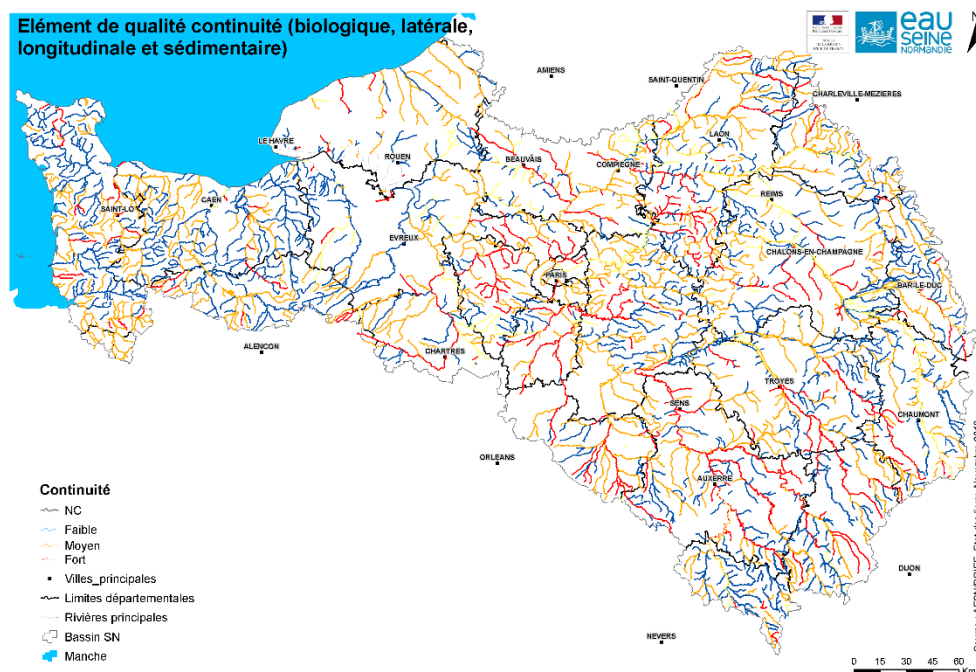 Elément de qualité continuité (biologique, latérale,
longitudinale et sédimentaire)
eau
SEINE
NORMANDIE
N
AMIENS
SAINT-QUENTIN
CHARLEVILLE-MEZIERES
LE HAVRE
ROUEN
BEAUVAIS
COMPIEGNE
LAON
SAINT-LO
CAEN
EVREUX
REIMS
PARIS
CHALONS-EN-CHAMPAGNE
BAR-LE-DUC
ALENCON
CHARTRES
SENS
TROYES
CHAUMONT
ORLEANS
AUXERRE
DIJON
NEVERS
Continuité
NC
Faible
Moyen
Fort
Villes_principales
Limites départementales
Rivières principales
Bassin SN
Manche
0 15 30 45 60